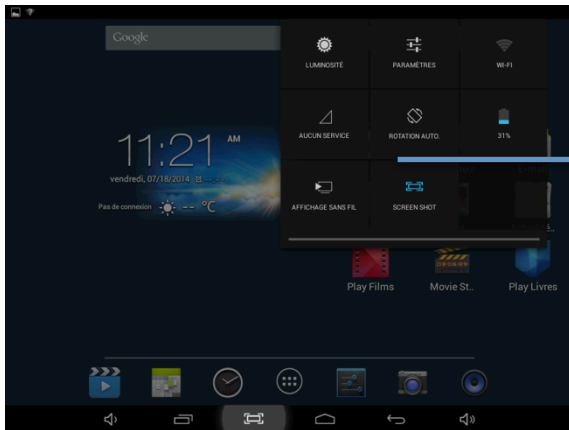 Google
LUMINOSITÉ
PARAMÈTRES
WI-FI
AUCUN SERVICE
ROTATION AUTO.
31%
11:21 AM
vendredi, 07/18/2014
Pas de connexion -- °C
AFFICHAGE SANS FIL
SCREEN SHOT
Play Films
Movie St..
Play Livres